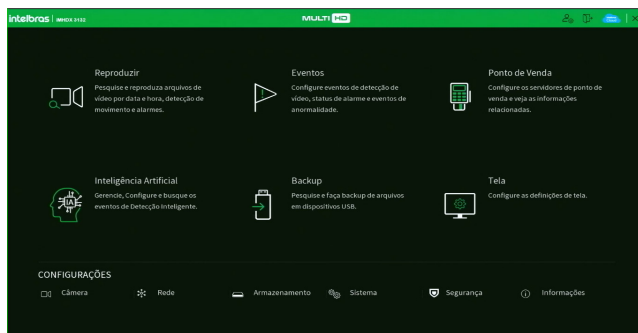 intelbras | IMHDX 3132
MULTI HD
Reproduzir
Pesquise e reproduza arquivos de
vídeo por data e hora, detecção de
movimento e alarmes.
Eventos
Configure eventos de detecção de
vídeo, status de alarme e eventos de
anormalidade.
Ponto de Venda
Configure os servidores de ponto de
venda e veja as informações
relacionadas.
IA
Inteligência Artificial
Gerencie, Configure e busque os
eventos de Detecção Inteligente.
Backup
Pesquise e faça backup de arquivos
em dispositivos USB.
Tela
Configure as definições de tela.
CONFIGURAÇÕES
Câmera Rede Armazenamento Sistema Segurança Informações